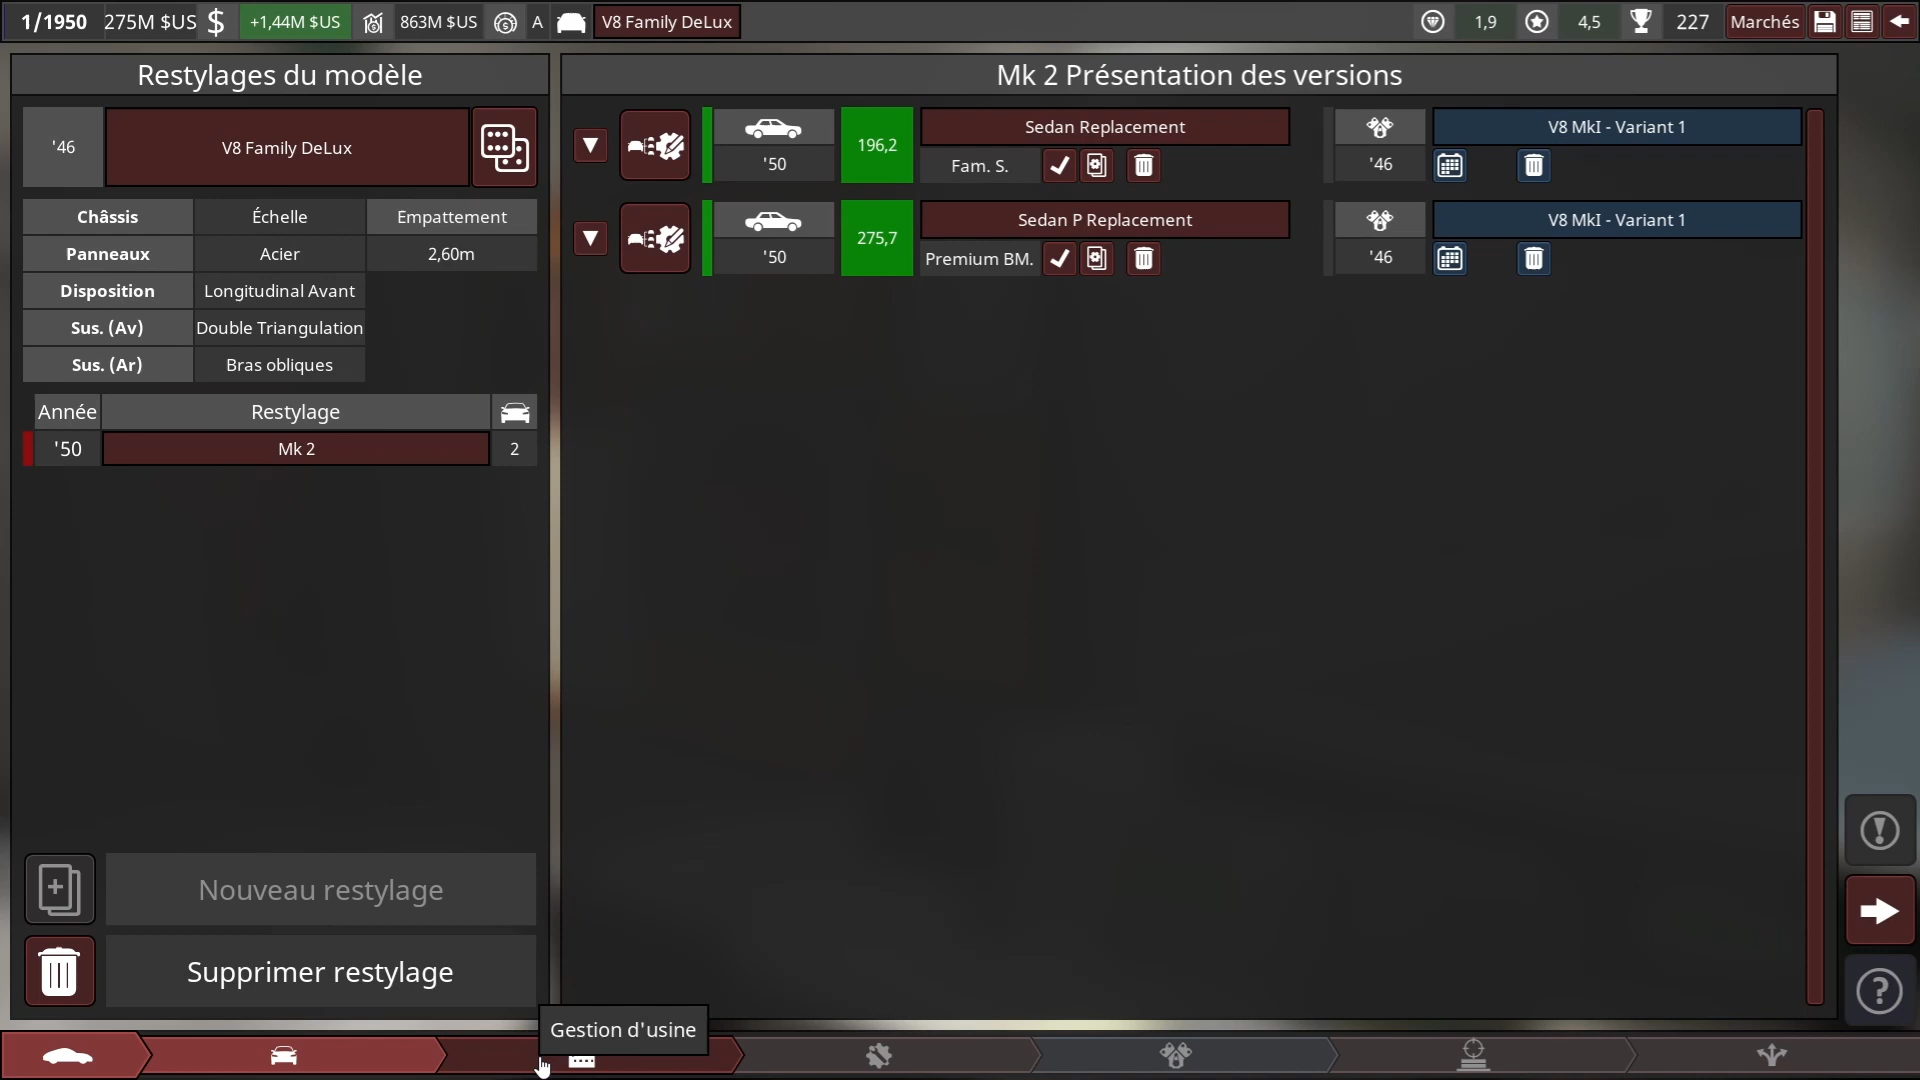 1/1950 275M $US +1,44M $US 863M $US A V8 Family DeLux 1,9 4,5 227 Marchés
Restylages du modèle
'46 V8 Family DeLux
Châssis Échelle Empattement
Panneaux Acier 2,60m
Disposition Longitudinal Avant
Sus. (Av) Double Triangulation
Sus. (Ar) Bras obliques
Année Restylage
'50 Mk 2 2
Nouveau restylage
Supprimer restylage
Mk 2 Présentation des versions
'50 196,2 Sedan Replacement
Fam. S.
'46 V8 MkI - Variant 1
'50 275,7 Sedan P Replacement
Premium BM.
'46 V8 MkI - Variant 1
Gestion d'usine